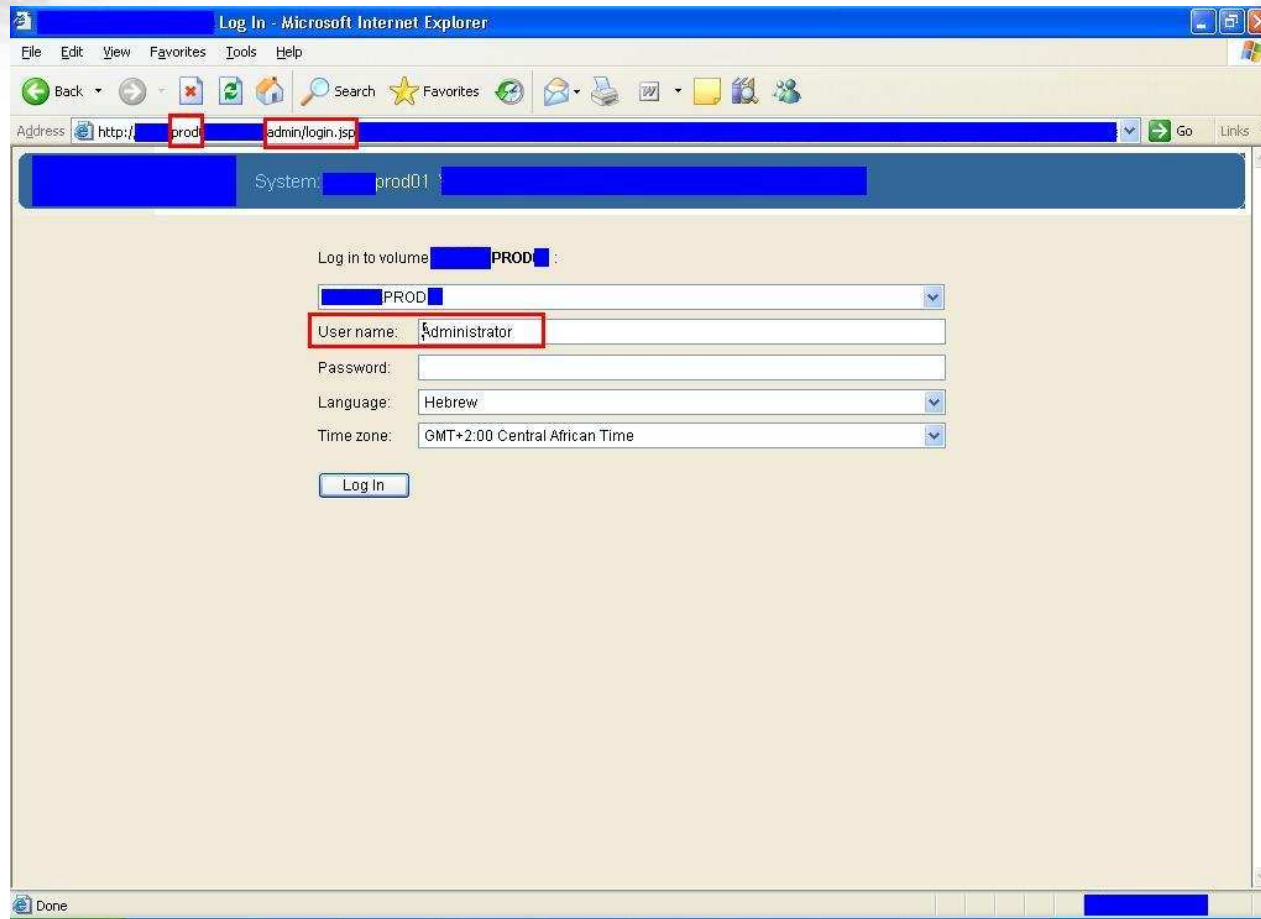 Log In - Microsoft Internet Explorer
File Edit View Favorites Tools Help
Back Search Favorites
Address http:/ prod admin/login.jsp Go Links
System: prod01
Log in to volume PROD :
PROD
User name: Administrator
Password:
Language: Hebrew
Time zone: GMT+2:00 Central African Time
Log In
Done